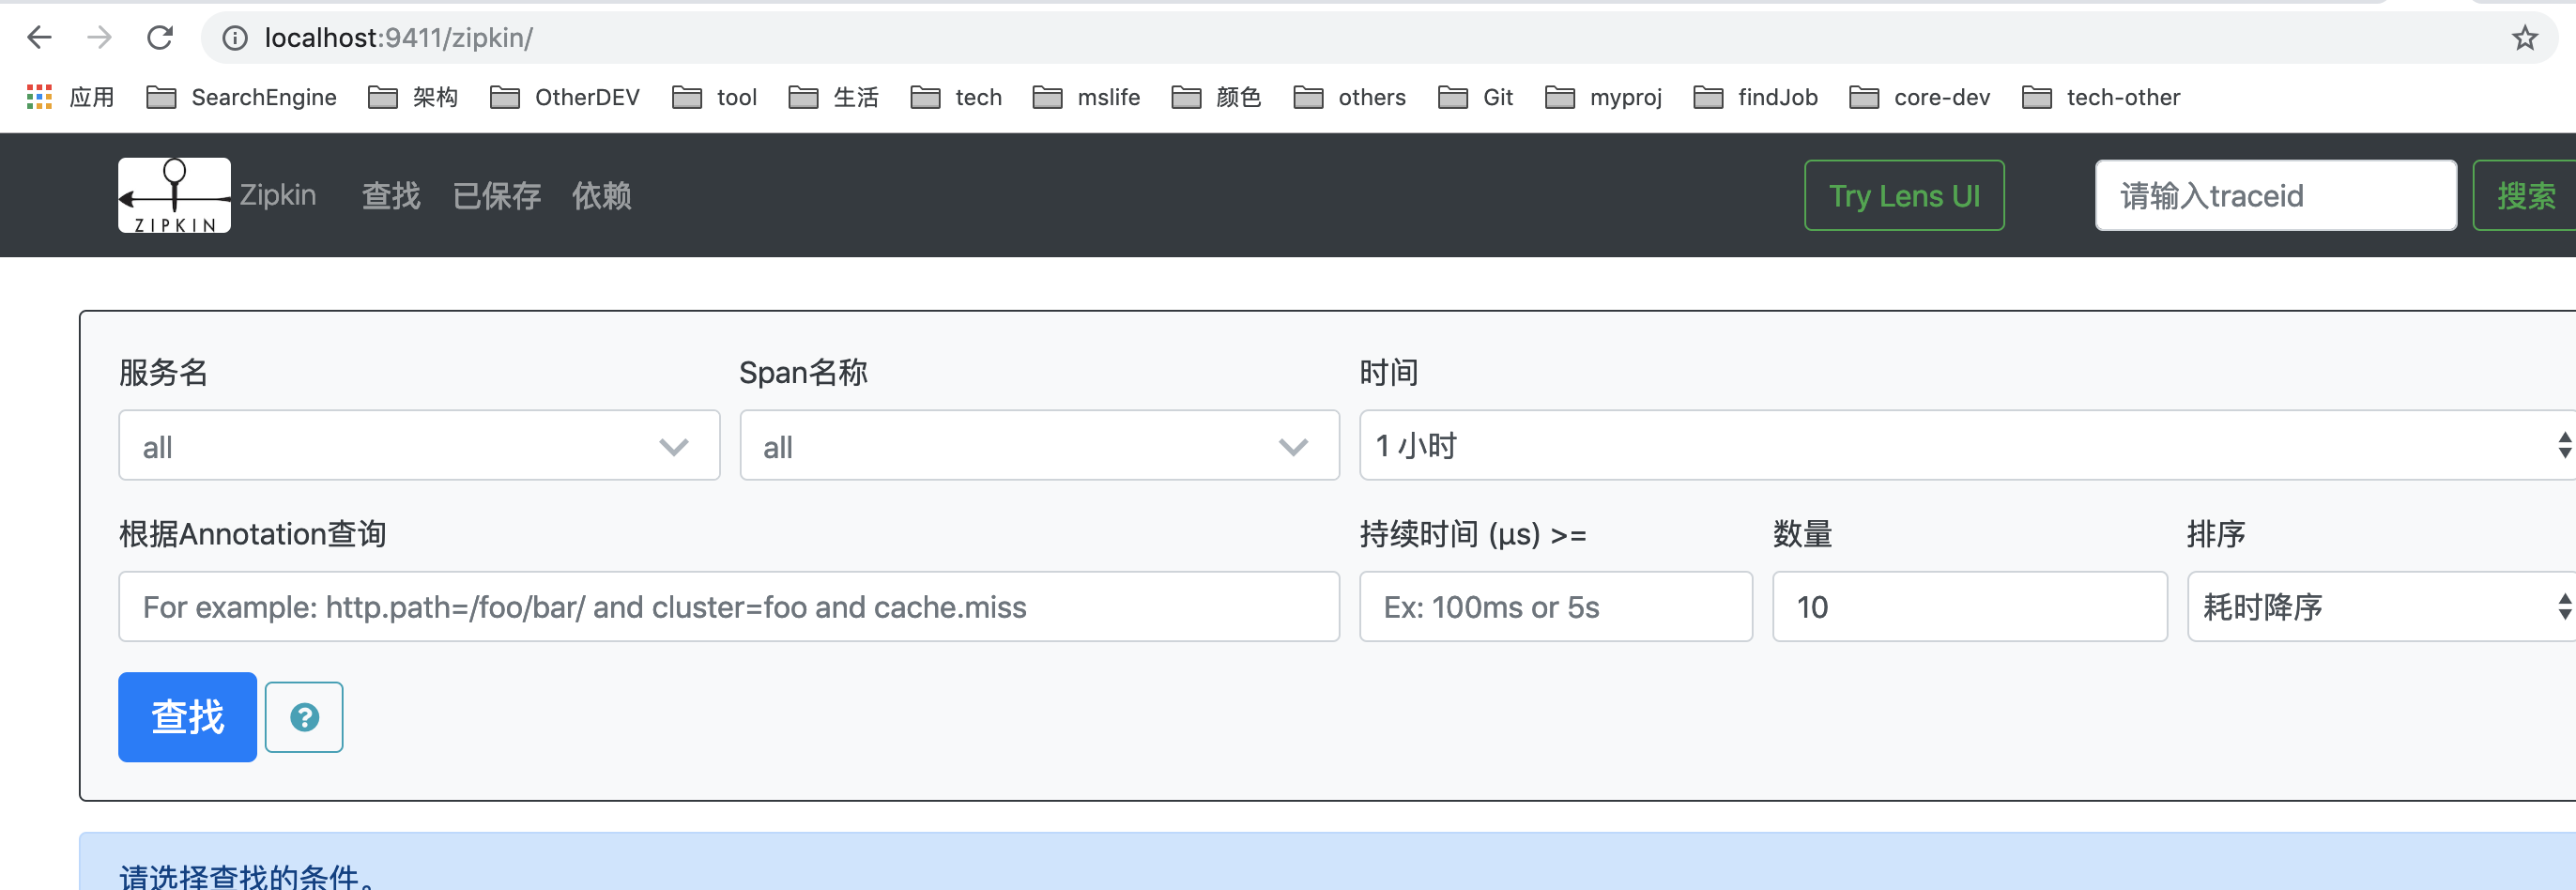 localhost:9411/zipkin/
应用 SearchEngine 架构 OtherDEV tool 生活 tech mslife 颜色 others Git myproj findJob core-dev tech-other
ZIPKIN Zipkin 查找 已保存 依赖 Try Lens UI 请输入traceid 搜索
服务名 Span名称 时间
all all 1 小时
根据Annotation查询 持续时间 (μs) >= 数量 排序
For example: http.path=/foo/bar/ and cluster=foo and cache.miss Ex: 100ms or 5s 10 耗时降序
查找 ?
请选择查找的条件。